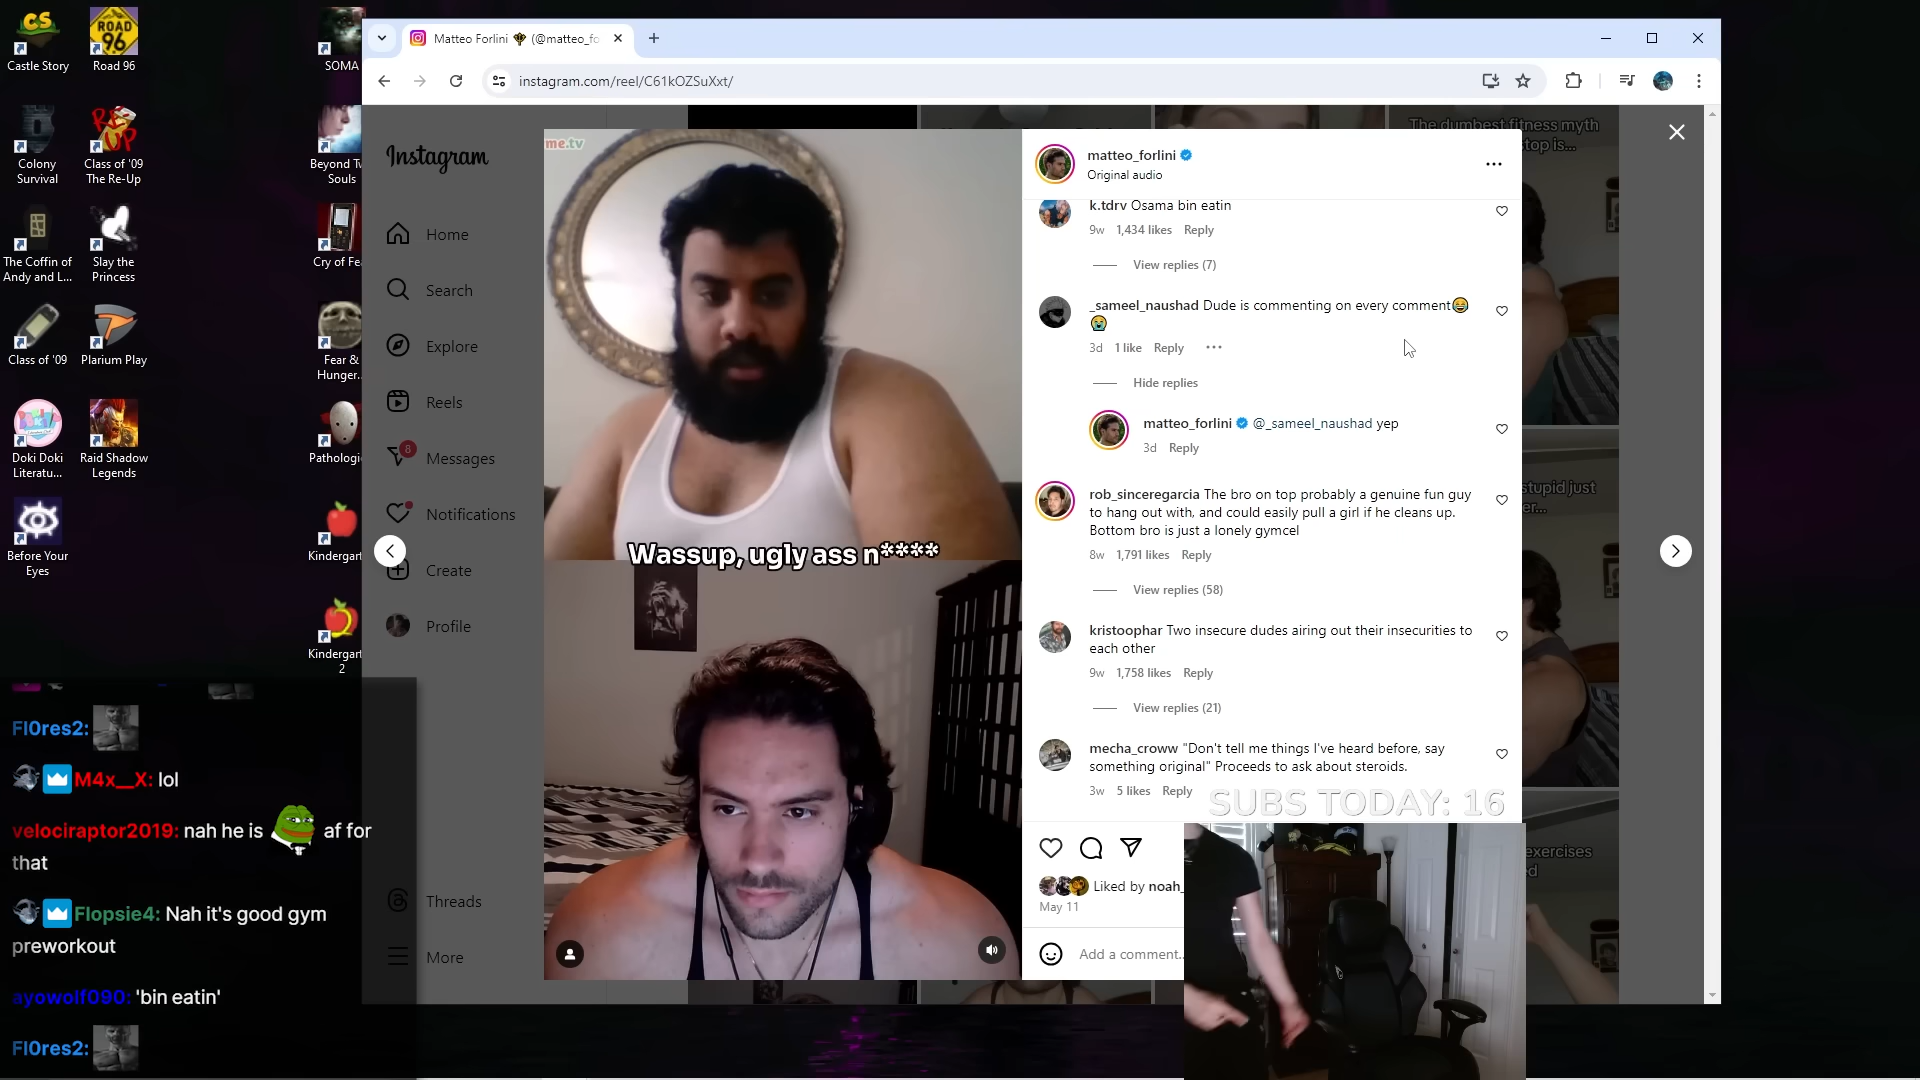 Castle Story
Road 96
SOMA
Colony
Survival
Class of '09
The Re-Up
Beyond Tw
Souls
The Coffin of
Andy and L...
Slay the
Princess
Cry of Fea
Class of '09
Plarium Play
Fear &
Hunger.
Doki Doki
Literatu...
Raid Shadow
Legends
Pathologi
Before Your
Eyes
Kindergart
Kindergart
2
Matteo Forlini (@matteo_fo
instagram.com/reel/C61kOZSuXxt/
Instagram
Home
Search
Explore
Reels
8
Messages
Notifications
Create
Profile
Threads
More
me.tv
Wassup, ugly ass n****
matteo_forlini
Original audio
k.tdrv Osama bin eatin
9w 1,434 likes Reply
View replies (7)
_sameel_naushad Dude is commenting on every comment😂
😭
3d 1 like Reply ...
Hide replies
matteo_forlini @_sameel_naushad yep
3d Reply
rob_sinceregarcia The bro on top probably a genuine fun guy
to hang out with, and could easily pull a girl if he cleans up.
Bottom bro is just a lonely gymcel
8w 1,791 likes Reply
View replies (58)
kristoophar Two insecure dudes airing out their insecurities to
each other
9w 1,758 likes Reply
View replies (21)
mecha_croww "Don't tell me things I've heard before, say
something original" Proceeds to ask about steroids.
3w 5 likes Reply
SUBS TODAY: 16
Liked by noah_
May 11
Add a comment..
The dumbest fitness myth
top is...
stupid just
er...
exercises
ed
Fl0res2:
M4x__X: lol
velociraptor2019: nah he is af for
that
Flopsie4: Nah it's good gym
preworkout
ayowolf090: 'bin eatin'
Fl0res2: